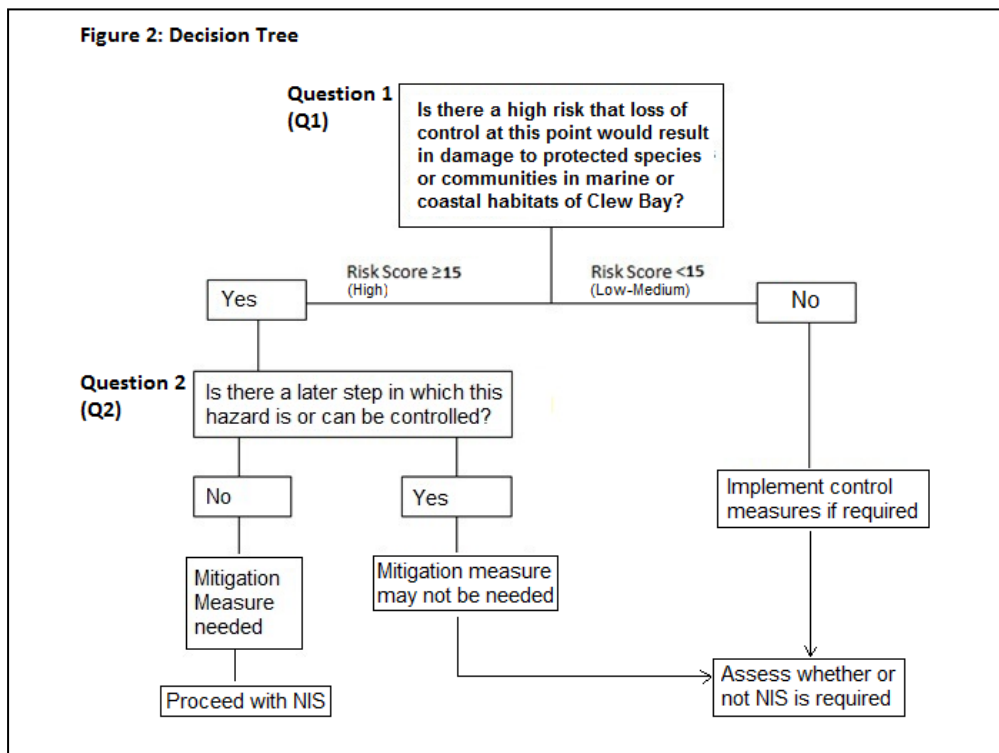 Figure 2: Decision Tree
Question 1
(Q1)
Is there a high risk that loss of
control at this point would result
in damage to protected species
or communities in marine or
coastal habitats of Clew Bay?
Risk Score ≥15
(High)
Risk Score <15
(Low-Medium)
Yes
No
Question 2
(Q2)
Is there a later step in which this
hazard is or can be controlled?
No
Yes
Implement control
measures if required
Mitigation
Measure
needed
Mitigation measure
may not be needed
Proceed with NIS
Assess whether or
not NIS is required